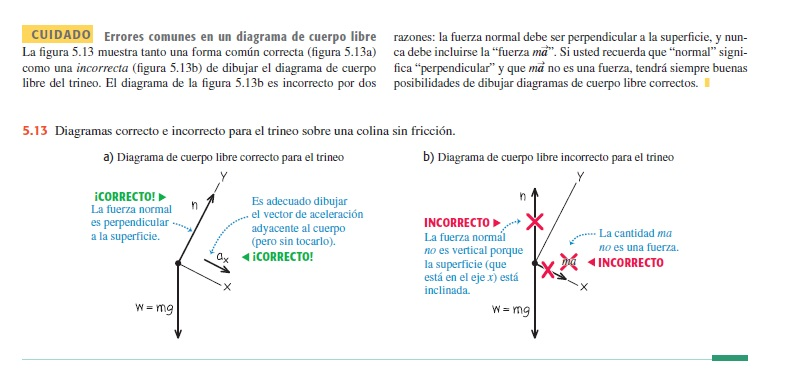 CUIDADO Errores comunes en un diagrama de cuerpo libre
La figura 5.13 muestra tanto una forma común correcta (figura 5.13a)
como una incorrecta (figura 5.13b) de dibujar el diagrama de cuerpo
libre del trineo. El diagrama de la figura 5.13b es incorrecto por dos
razones: la fuerza normal debe ser perpendicular a la superficie, y nun-
ca debe incluirse la “fuerza ma⃗”. Si usted recuerda que “normal” signi-
fica “perpendicular” y que ma⃗ no es una fuerza, tendrá siempre buenas
posibilidades de dibujar diagramas de cuerpo libre correctos.
5.13 Diagramas correcto e incorrecto para el trineo sobre una colina sin fricción.
a) Diagrama de cuerpo libre correcto para el trineo
y
n
¡CORRECTO!
La fuerza normal
es perpendicular
a la superficie.
Es adecuado dibujar
el vector de aceleración
adyacente al cuerpo
(pero sin tocarlo).
¡CORRECTO!
ax
x
w = mg
b) Diagrama de cuerpo libre incorrecto para el trineo
y
n
INCORRECTO
La fuerza normal
no es vertical porque
la superficie (que
está en el eje x) está
inclinada.
La cantidad ma
no es una fuerza.
INCORRECTO
ma
x
w = mg